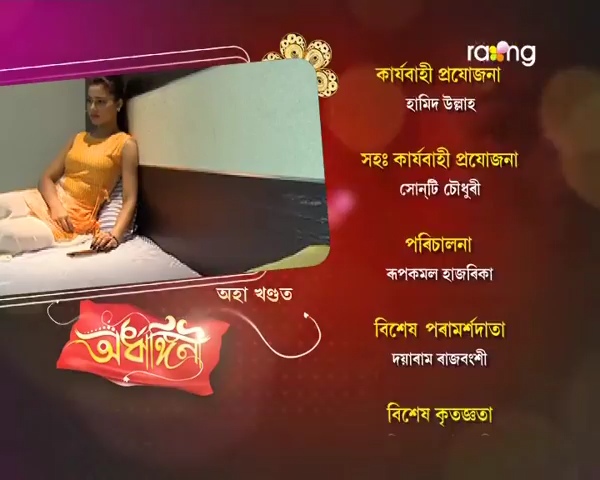 rang
কাৰ্যবাহী প্ৰযোজনা
হামিদ উল্লাহ
সহঃ কাৰ্যবাহী প্ৰযোজনা
সোন্‌টি চৌধুৰী
পৰিচালনা
ৰূপকমল হাজৰিকা
অহা খণ্ডত
অৰ্ধাঙ্গিনী
বিশেষ পৰামৰ্শদাতা
দয়াৰাম ৰাজবংশী
বিশেষ কৃতজ্ঞতা